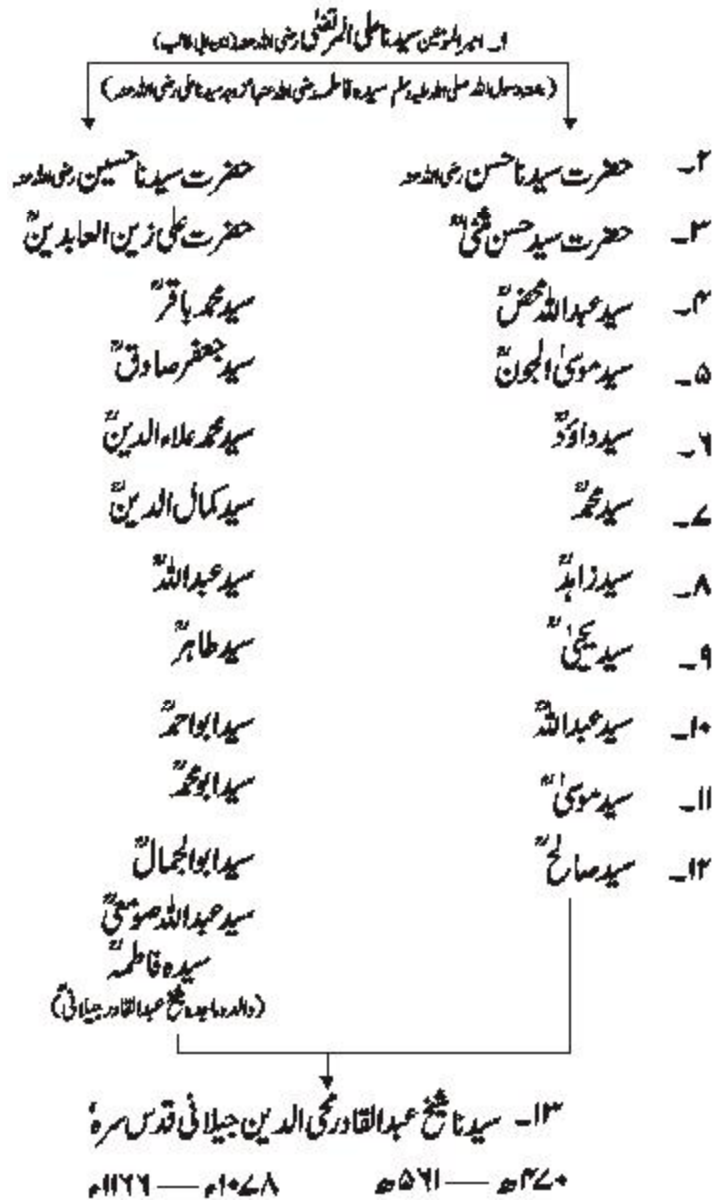 ۱۔ امیر المومنین سیدنا علی المرتضیٰ رضی اللہ عنہ (ابن ابی طالب)
(بنت رسول اللہ صلی اللہ علیہ وسلم سیدہ فاطمہ رضی اللہ عنہا زوجہ سیدنا علی رضی اللہ عنہ)
۲۔ حضرت سیدنا حسن رضی اللہ عنہ حضرت سیدنا حسین رضی اللہ عنہ
۳۔ حضرت سید حسن مثنیٰؒ حضرت علی زین العابدینؒ
۴۔ سید عبداللہ محضؒ سید محمد باقرؒ
۵۔ سید موسیٰ الجونؒ سید جعفر صادقؒ
۶۔ سید داؤدؒ سید محمد علاء الدینؒ
۷۔ سید محمدؒ سید کمال الدینؒ
۸۔ سید زاہدؒ سید عبداللہؒ
۹۔ سید یحییٰؒ سید طاہرؒ
۱۰۔ سید عبداللہؒ سید ابو احمدؒ
۱۱۔ سید موسیٰؒ سید ابو محمدؒ
۱۲۔ سید صالحؒ سید ابوالجمالؒ
سید عبداللہ صومعیؒ
سیدہ فاطمہؒ
(والدہ ماجدہ شیخ عبدالقادر جیلانیؒ)
۱۳۔ سیدنا شیخ عبدالقادر محی الدین جیلانی قدس سرہٗ
۴۷۰ھ — ۵۶۱ھ ۱۰۷۸م — ۱۱۶۶م